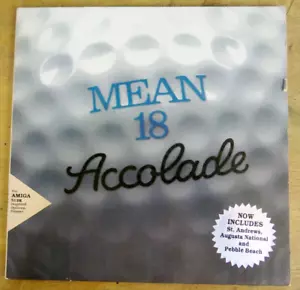 MEAN
18
Accolade
AMIGA
NOW
INCLUDES
St. Andrews,
Augusta National
and
Pebble Beach